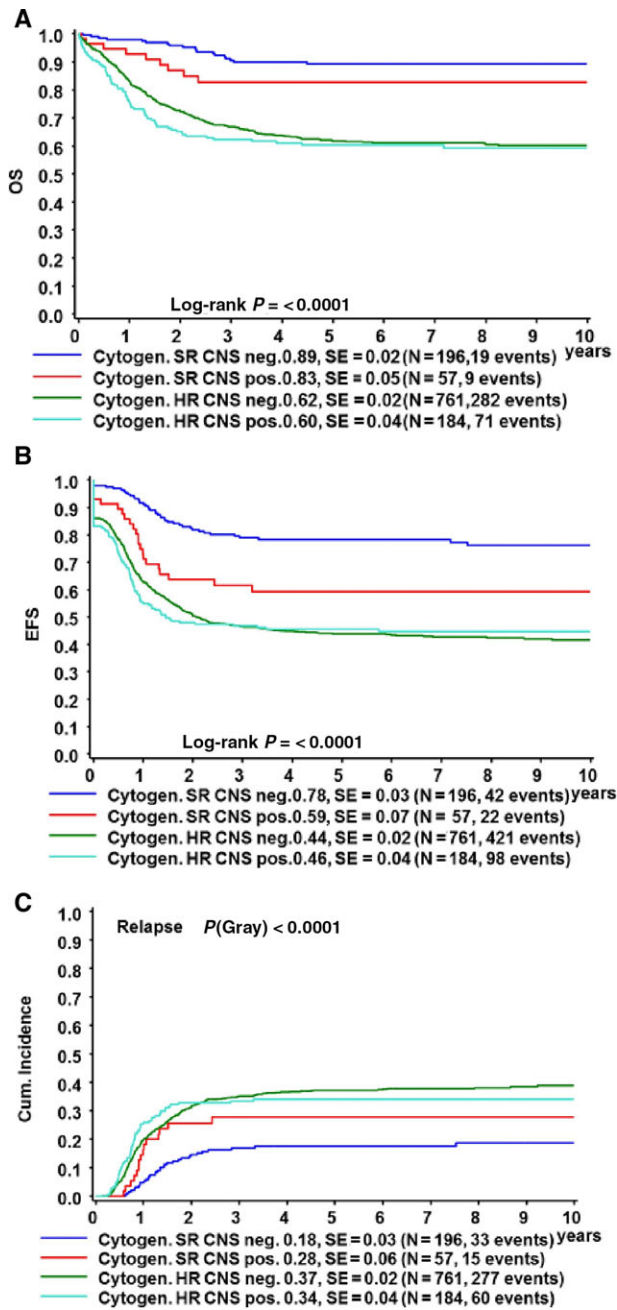 A
OS
1.0
0.9
0.8
0.7
0.6
0.5
0.4
0.3
0.2
0.1
0.0
Log-rank P = <0.0001
0 1 2 3 4 5 6 7 8 9 10
years
Cytogen. SR CNS neg.0.89, SE = 0.02 (N = 196,19 events)
Cytogen. SR CNS pos.0.83, SE = 0.05 (N = 57, 9 events)
Cytogen. HR CNS neg.0.62, SE = 0.02(N=761,282 events)
Cytogen. HR CNS pos.0.60, SE = 0.04(N= 184, 71 events)
B
EFS
1.0
0.9
0.8
0.7
0.6
0.5
0.4
0.3
0.2
0.1
0.0
Log-rank P = <0.0001
0 1 2 3 4 5 6 7 8 9 10
Cytogen. SR CNS neg.0.78, SE = 0.03 (N = 196, 42 events)years
Cytogen. SR CNS pos.0.59, SE = 0.07 (N = 57, 22 events)
Cytogen. HR CNS neg.0.44, SE = 0.02 (N = 761, 421 events)
Cytogen. HR CNS pos.0.46, SE = 0.04 (N = 184, 98 events)
C
Cum. Incidence
1.0
0.9
0.8
0.7
0.6
0.5
0.4
0.3
0.2
0.1
0.0
Relapse P(Gray) < 0.0001
0 1 2 3 4 5 6 7 8 9 10
Cytogen. SR CNS neg. 0.18, SE = 0.03 (N = 196, 33 events) years
Cytogen. SR CNS pos. 0.28, SE = 0.06 (N = 57, 15 events)
Cytogen. HR CNS neg. 0.37, SE = 0.02 (N = 761, 277 events)
Cytogen. HR CNS pos. 0.34, SE = 0.04 (N = 184, 60 events)